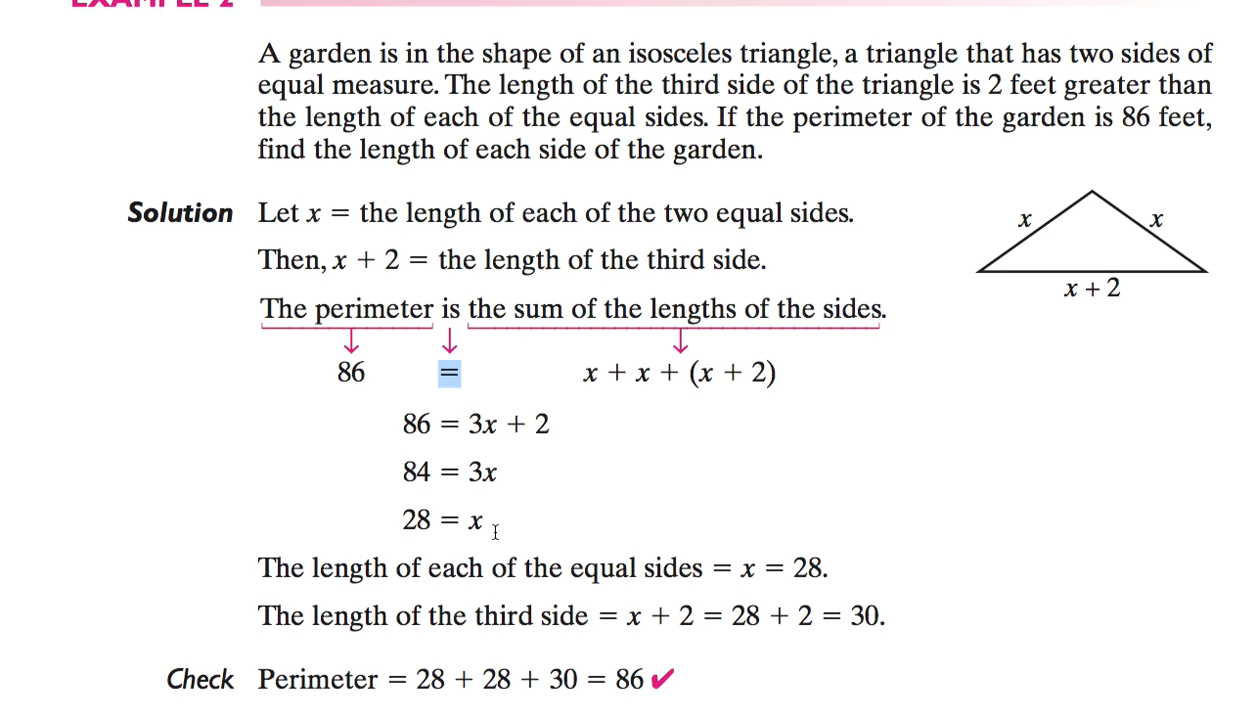 EXAMPLE 2
A garden is in the shape of an isosceles triangle, a triangle that has two sides of
equal measure. The length of the third side of the triangle is 2 feet greater than
the length of each of the equal sides. If the perimeter of the garden is 86 feet,
find the length of each side of the garden.
Solution Let x = the length of each of the two equal sides.
x x
Then, x + 2 = the length of the third side.
x + 2
The perimeter is the sum of the lengths of the sides.
86 = x + x + (x + 2)
86 = 3x + 2
84 = 3x
28 = x
The length of each of the equal sides = x = 28.
The length of the third side = x + 2 = 28 + 2 = 30.
Check Perimeter = 28 + 28 + 30 = 86 ✔